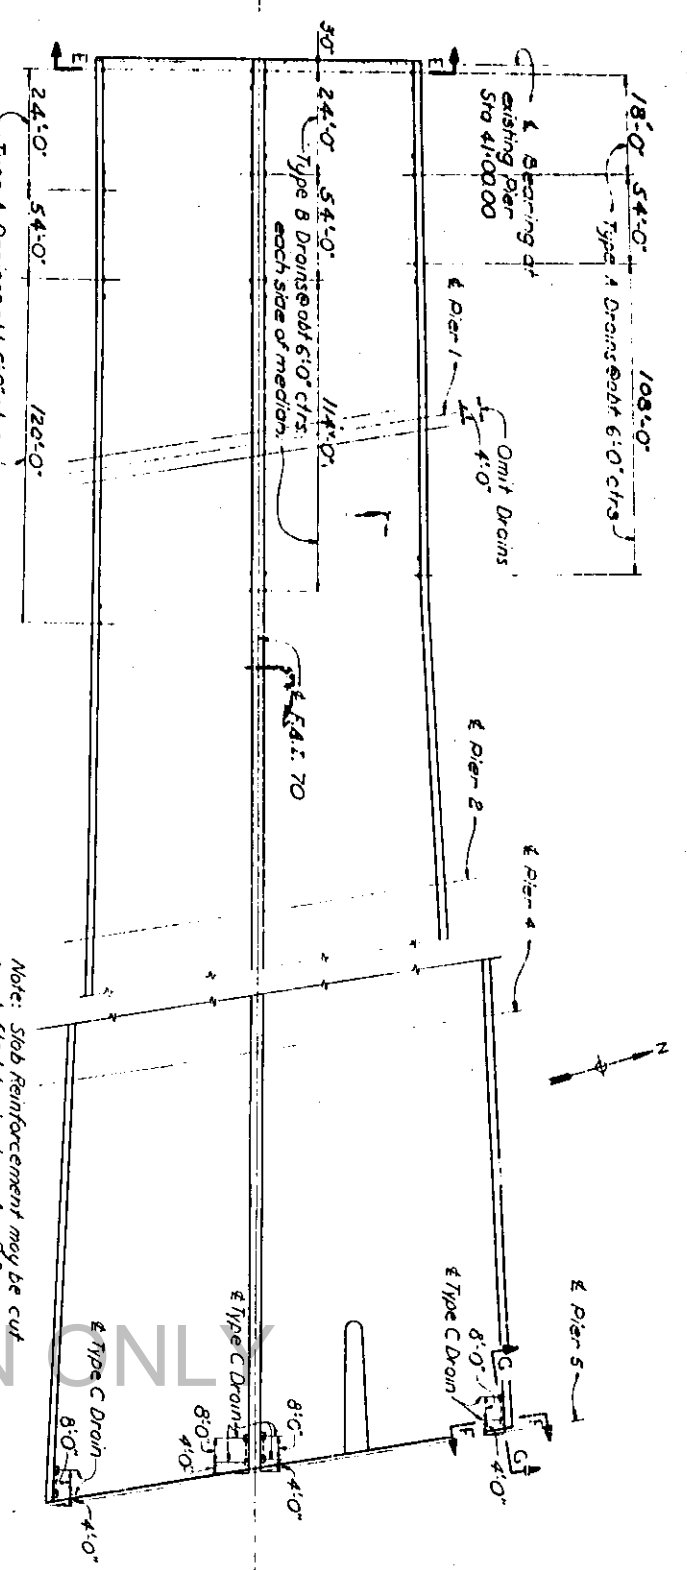 18'-0"
54'-0"
108'-0"
Type A Drains @ abt 6'-0" ctrs
℄ Bearing at
existing Pier
Sta 41+00.00
E
E
℄ Pier 1
Omit Drains
4'-0"
℄ Pier 2
℄ Pier 4
N
℄ Pier 5
3'-0"
24'-0"
54'-0"
114'-0"
Type B Drains @ abt 6'-0" ctrs.
each side of median.
℄ F.A.I. 70
℄ Type C Drain
8'-0"
4'-0"
G
G
F
F
℄ Type C Drain
8'-0"
4'-0"
8'-0"
4'-0"
℄ Type C Drain
8'-0"
4'-0"
24'-0"
54'-0"
120'-0"
Note: Slab Reinforcement may be cut
N ONLY